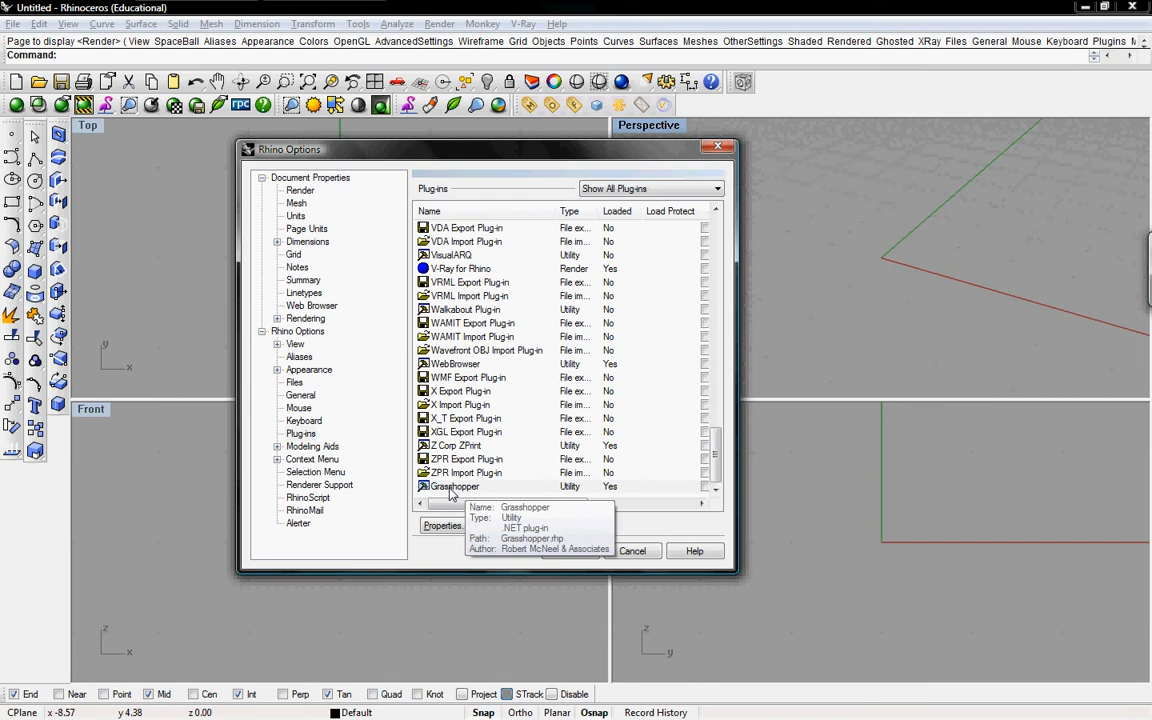 Untitled - Rhinoceros (Educational)
File Edit View Curve Surface Solid Mesh Dimension Transform Tools Analyze Render Monkey V-Ray Help
Page to display <Render> ( View SpaceBall Aliases Appearance Colors OpenGL AdvancedSettings Wireframe Grid Objects Points Curves Surfaces Meshes OtherSettings Shaded Rendered Ghosted XRay Files General Mouse Keyboard Plugins
Command:
rpc
Top
Perspective
Front
Rhino Options
Document Properties
Render
Mesh
Units
Page Units
Dimensions
Grid
Notes
Summary
Linetypes
Web Browser
Rendering
Rhino Options
View
Aliases
Appearance
Files
General
Mouse
Keyboard
Plug-ins
Modeling Aids
Context Menu
Selection Menu
Renderer Support
RhinoScript
RhinoMail
Alerter
Plug-ins Show All Plug-ins
Name Type Loaded Load Protect
VDA Export Plug-in File ex... No
VDA Import Plug-in File im... No
VisualARQ Utility No
V-Ray for Rhino Render Yes
VRML Export Plug-in File ex... No
VRML Import Plug-in File im... No
Walkabout Plug-in Utility No
WAMIT Export Plug-in File ex... No
WAMIT Import Plug-in File im... No
Wavefront OBJ Import Plug-in File im... No
WebBrowser Utility Yes
WMF Export Plug-in File ex... No
X Export Plug-in File ex... No
X Import Plug-in File im... No
X_T Export Plug-in File ex... No
XGL Export Plug-in File ex... No
Z Corp ZPrint Utility Yes
ZPR Export Plug-in File ex... No
ZPR Import Plug-in File im... No
Grasshopper Utility Yes
Name: Grasshopper
Type: Utility
.NET plug-in
Path: Grasshopper.rhp
Author: Robert McNeel & Associates
Properties.
Cancel Help
y
x
z
x
z
y
End Near Point Mid Cen Int Perp Tan Quad Knot Project STrack Disable
CPlane x -8.57 y 4.38 z 0.00 Default Snap Ortho Planar Osnap Record History